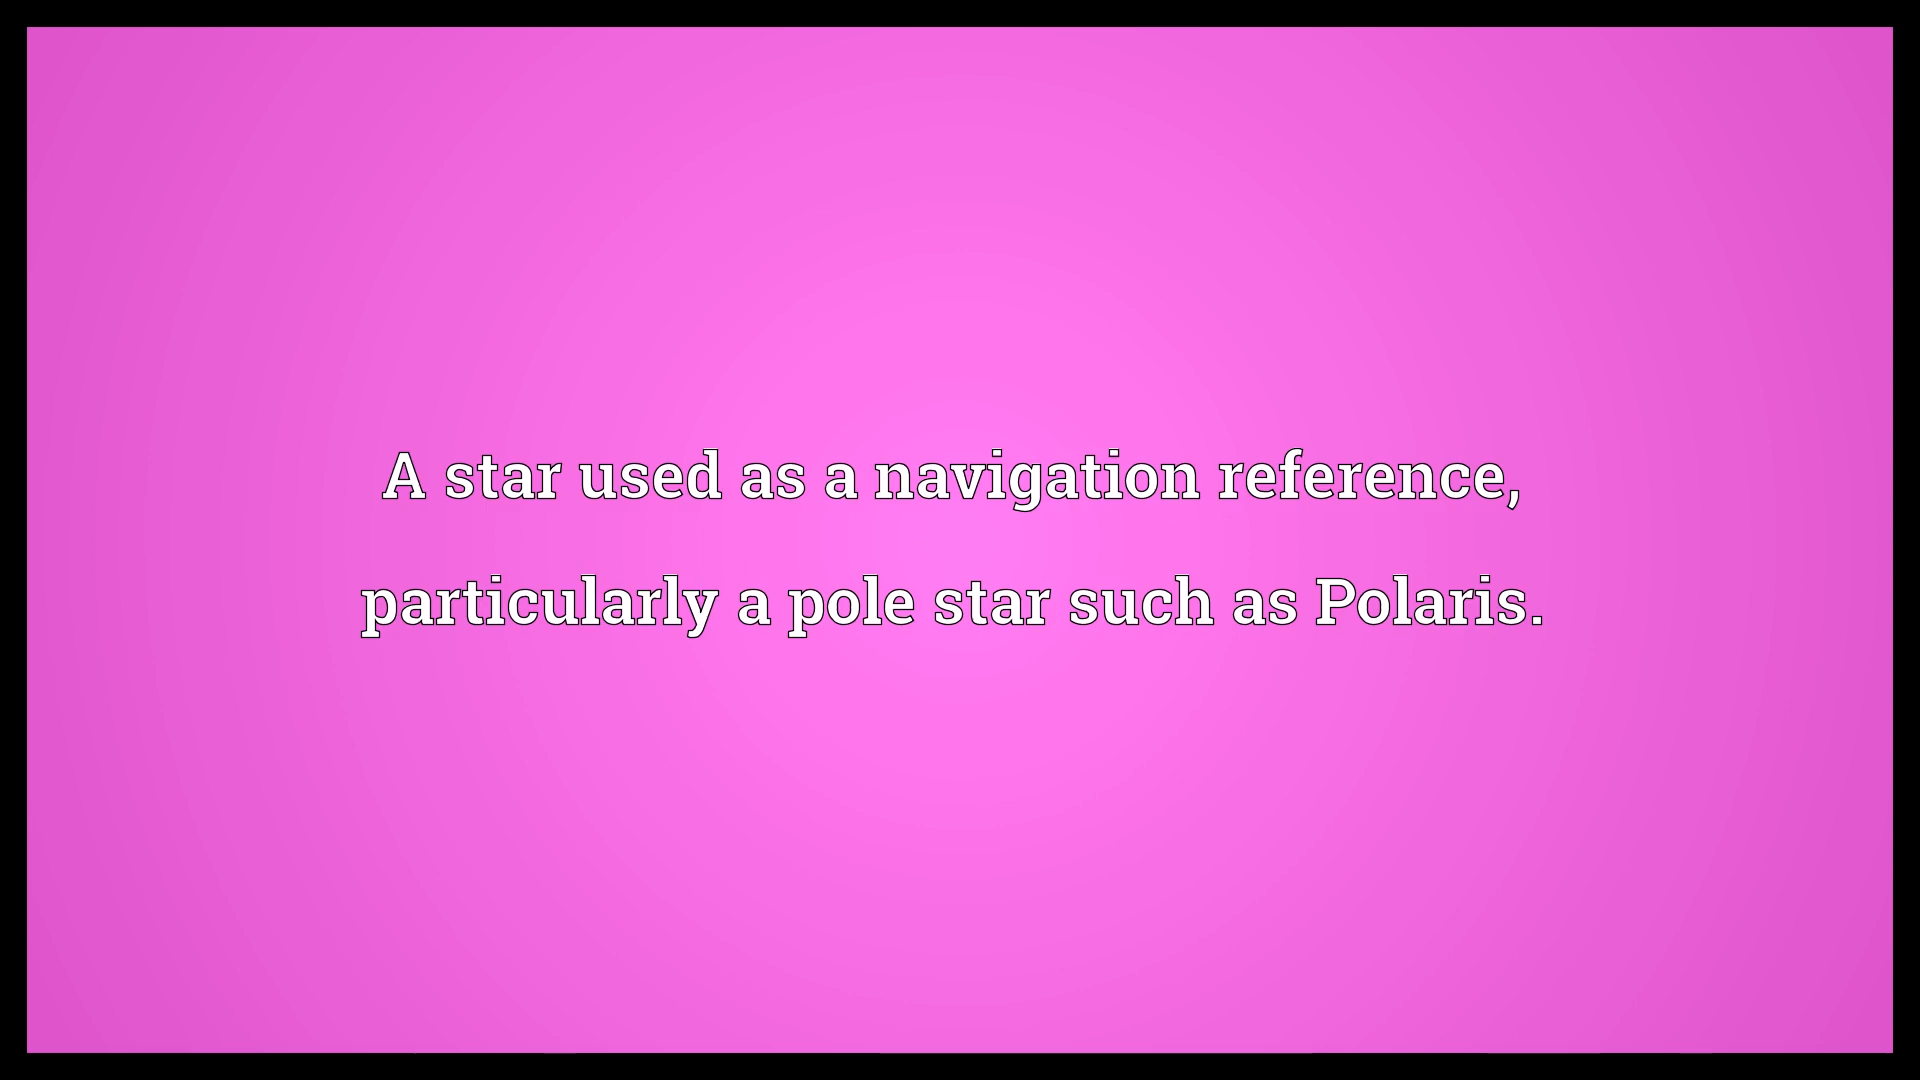 A star used as a navigation reference,
particularly a pole star such as Polaris.